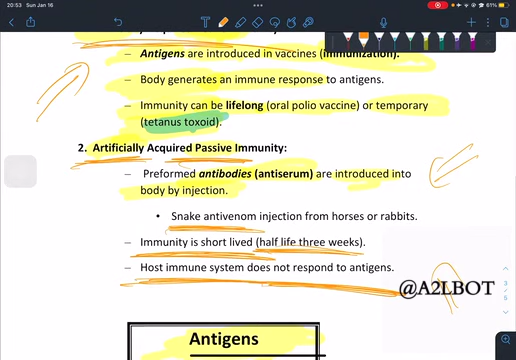 20:53 Sun Jan 16
– Antigens are introduced in vaccines (immunization).
– Body generates an immune response to antigens.
– Immunity can be lifelong (oral polio vaccine) or temporary
(tetanus toxoid).
2. Artificially Acquired Passive Immunity:
– Preformed antibodies (antiserum) are introduced into
body by injection.
• Snake antivenom injection from horses or rabbits.
– Immunity is short lived (half life three weeks).
– Host immune system does not respond to antigens.
@A2LBOT
3
5
Antigens